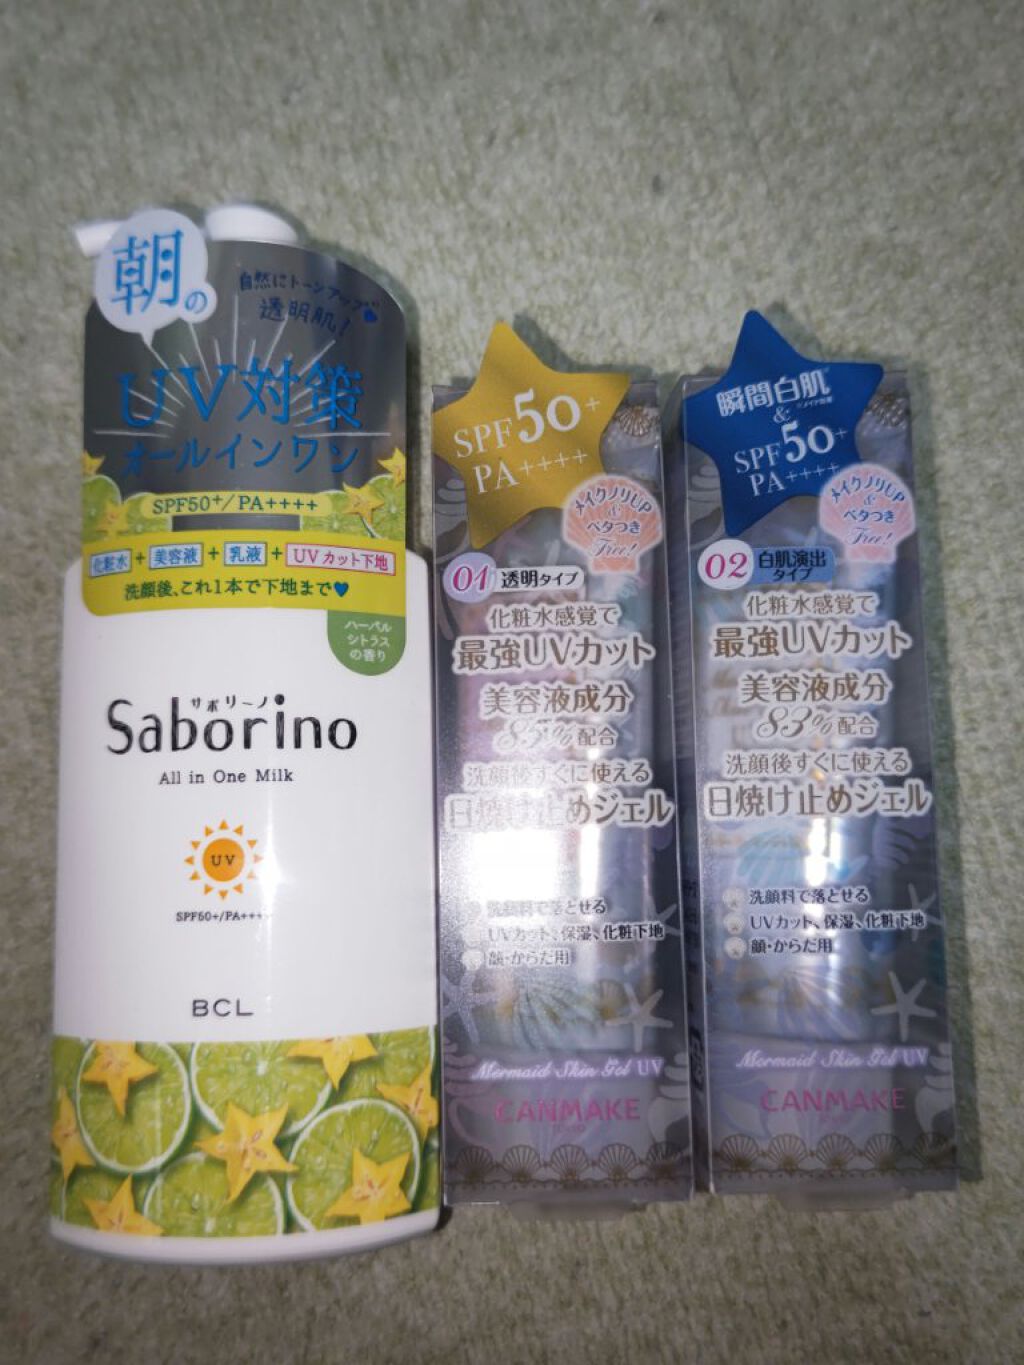 朝の
自然にトーンアップ
透明肌!
UV対策
オールインワン
SPF50+/PA++++
化粧水+美容液+乳液+UVカット下地
洗顔後、これ1本で下地まで♥
ハーバル
シトラス
の香り
サボリーノ
Saborino
All in One Milk
UV
SPF50+/PA++++
BCL
SPF50+
PA++++
メイクノリUP
&
ベタつき
Free!
01 透明タイプ
化粧水感覚で
最強UVカット
美容液成分
85%配合
洗顔後すぐに使える
日焼け止めジェル
洗顔料で落とせる
UVカット、保湿、化粧下地
顔・からだ用
Mermaid Skin Gel UV
CANMAKE
瞬間白肌
&
SPF50+
PA++++
メイクノリUP
&
ベタつき
Free!
02 白肌演出
タイプ
化粧水感覚で
最強UVカット
美容液成分
83%配合
洗顔後すぐに使える
日焼け止めジェル
洗顔料で落とせる
UVカット、保湿、化粧下地
顔・からだ用
Mermaid Skin Gel UV
CANMAKE